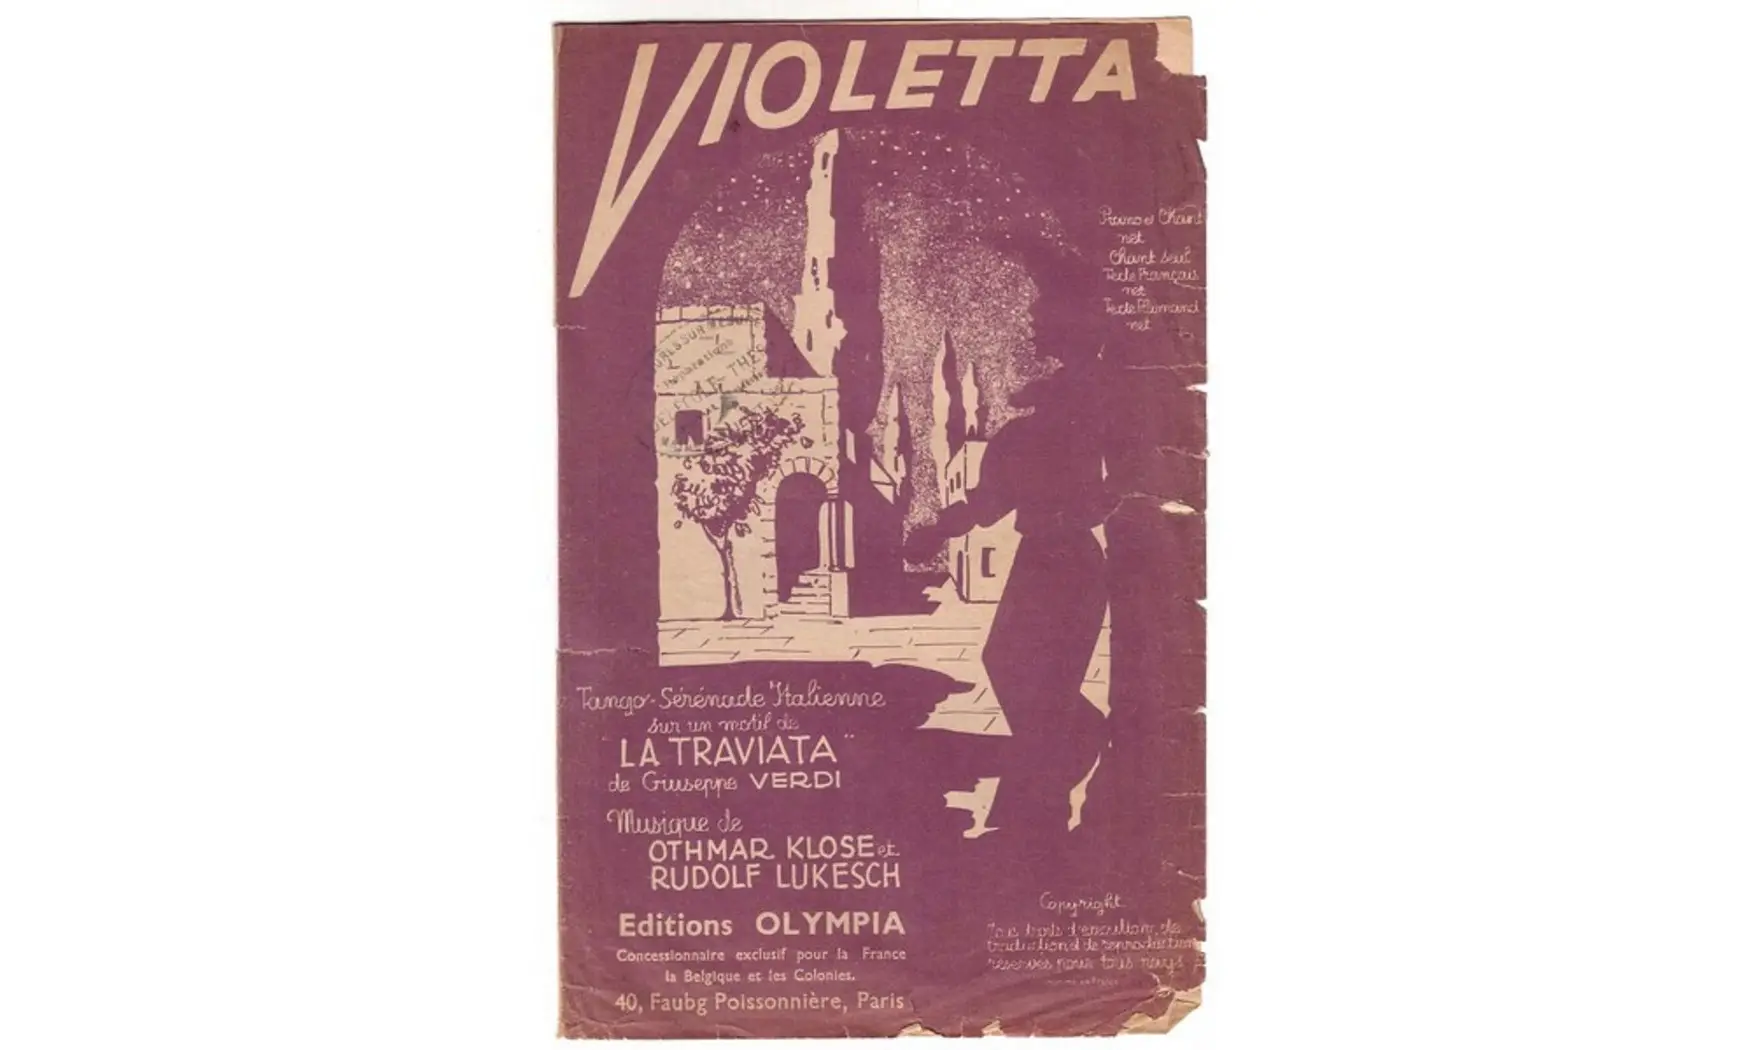 VIOLETTA
Piano et Chant
net
Chant seul
Texte Français
net
Texte Flamand
net
Tango-Sérénade Italienne
sur un motif de
"LA TRAVIATA"
de Giuseppe VERDI
Musique de
OTHMAR KLOSE et
RUDOLF LUKESCH
Editions OLYMPIA
Concessionnaire exclusif pour la France
la Belgique et les Colonies.
40, Faubg Poissonnière, Paris
Copyright
Tous droits d'exécution, de
traduction et de reproduction
réservés pour tous pays